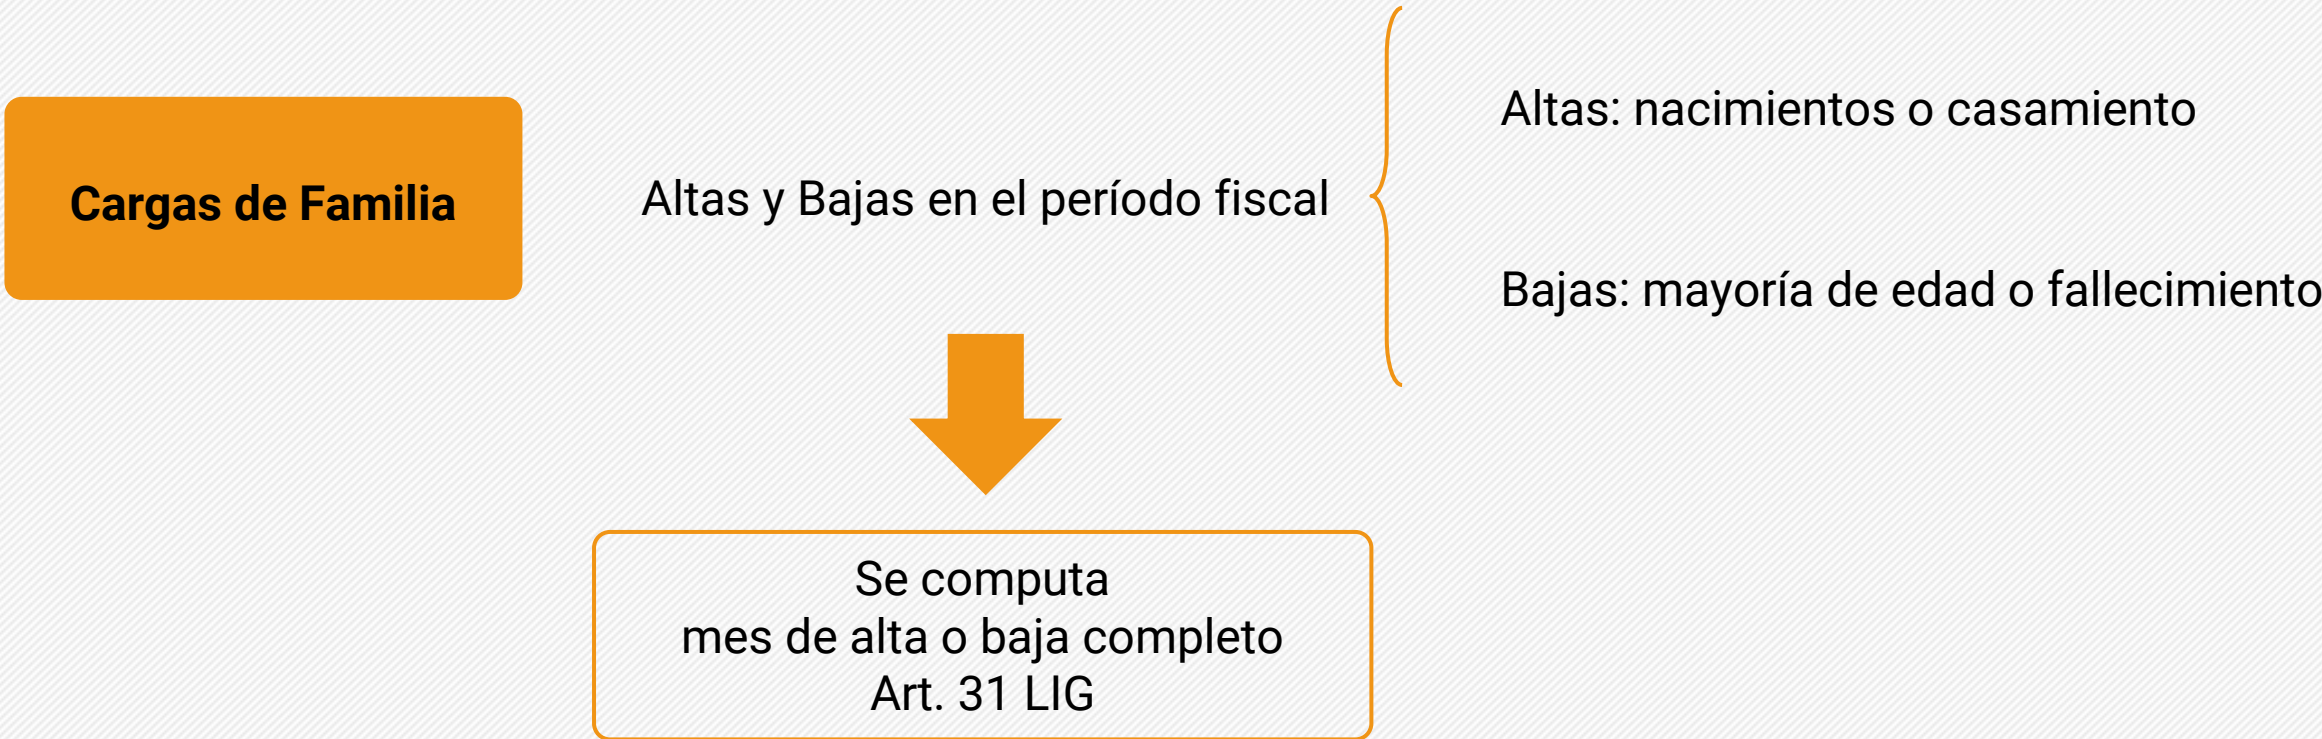 Cargas de Familia
Altas y Bajas en el período fiscal
Altas: nacimientos o casamiento
Bajas: mayoría de edad o fallecimiento
Se computa
mes de alta o baja completo
Art. 31 LIG